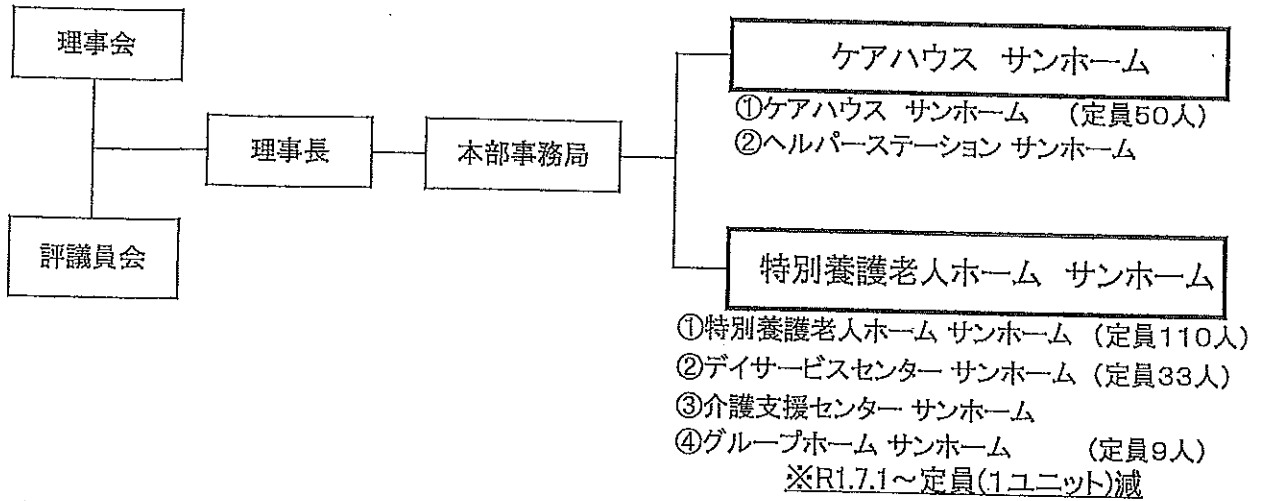 理事会
評議員会
理事長
本部事務局
ケアハウス サンホーム
①ケアハウス サンホーム (定員50人)
②ヘルパーステーション サンホーム
特別養護老人ホーム サンホーム
①特別養護老人ホーム サンホーム (定員110人)
②デイサービスセンター サンホーム (定員33人)
③介護支援センター サンホーム
④グループホーム サンホーム (定員9人)
※R1.7.1～定員(1ユニット)減